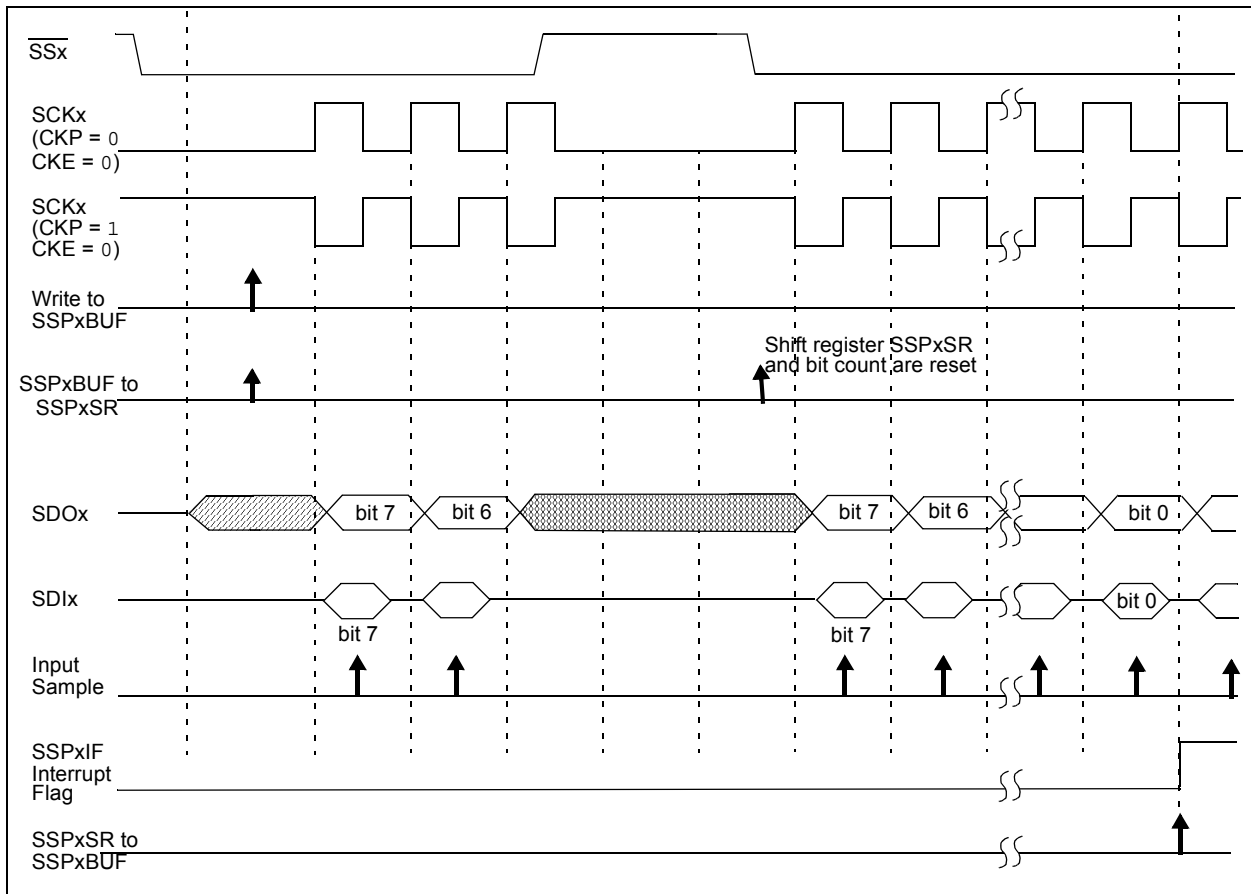 SSx
SCKx
(CKP = 0
CKE = 0)
SCKx
(CKP = 1
CKE = 0)
Write to
SSPxBUF
Shift register SSPxSR
and bit count are reset
SSPxBUF to
SSPxSR
SDOx
bit 7
bit 6
bit 7
bit 6
bit 0
SDIx
bit 0
bit 7
bit 7
Input
Sample
SSPxIF
Interrupt
Flag
SSPxSR to
SSPxBUF